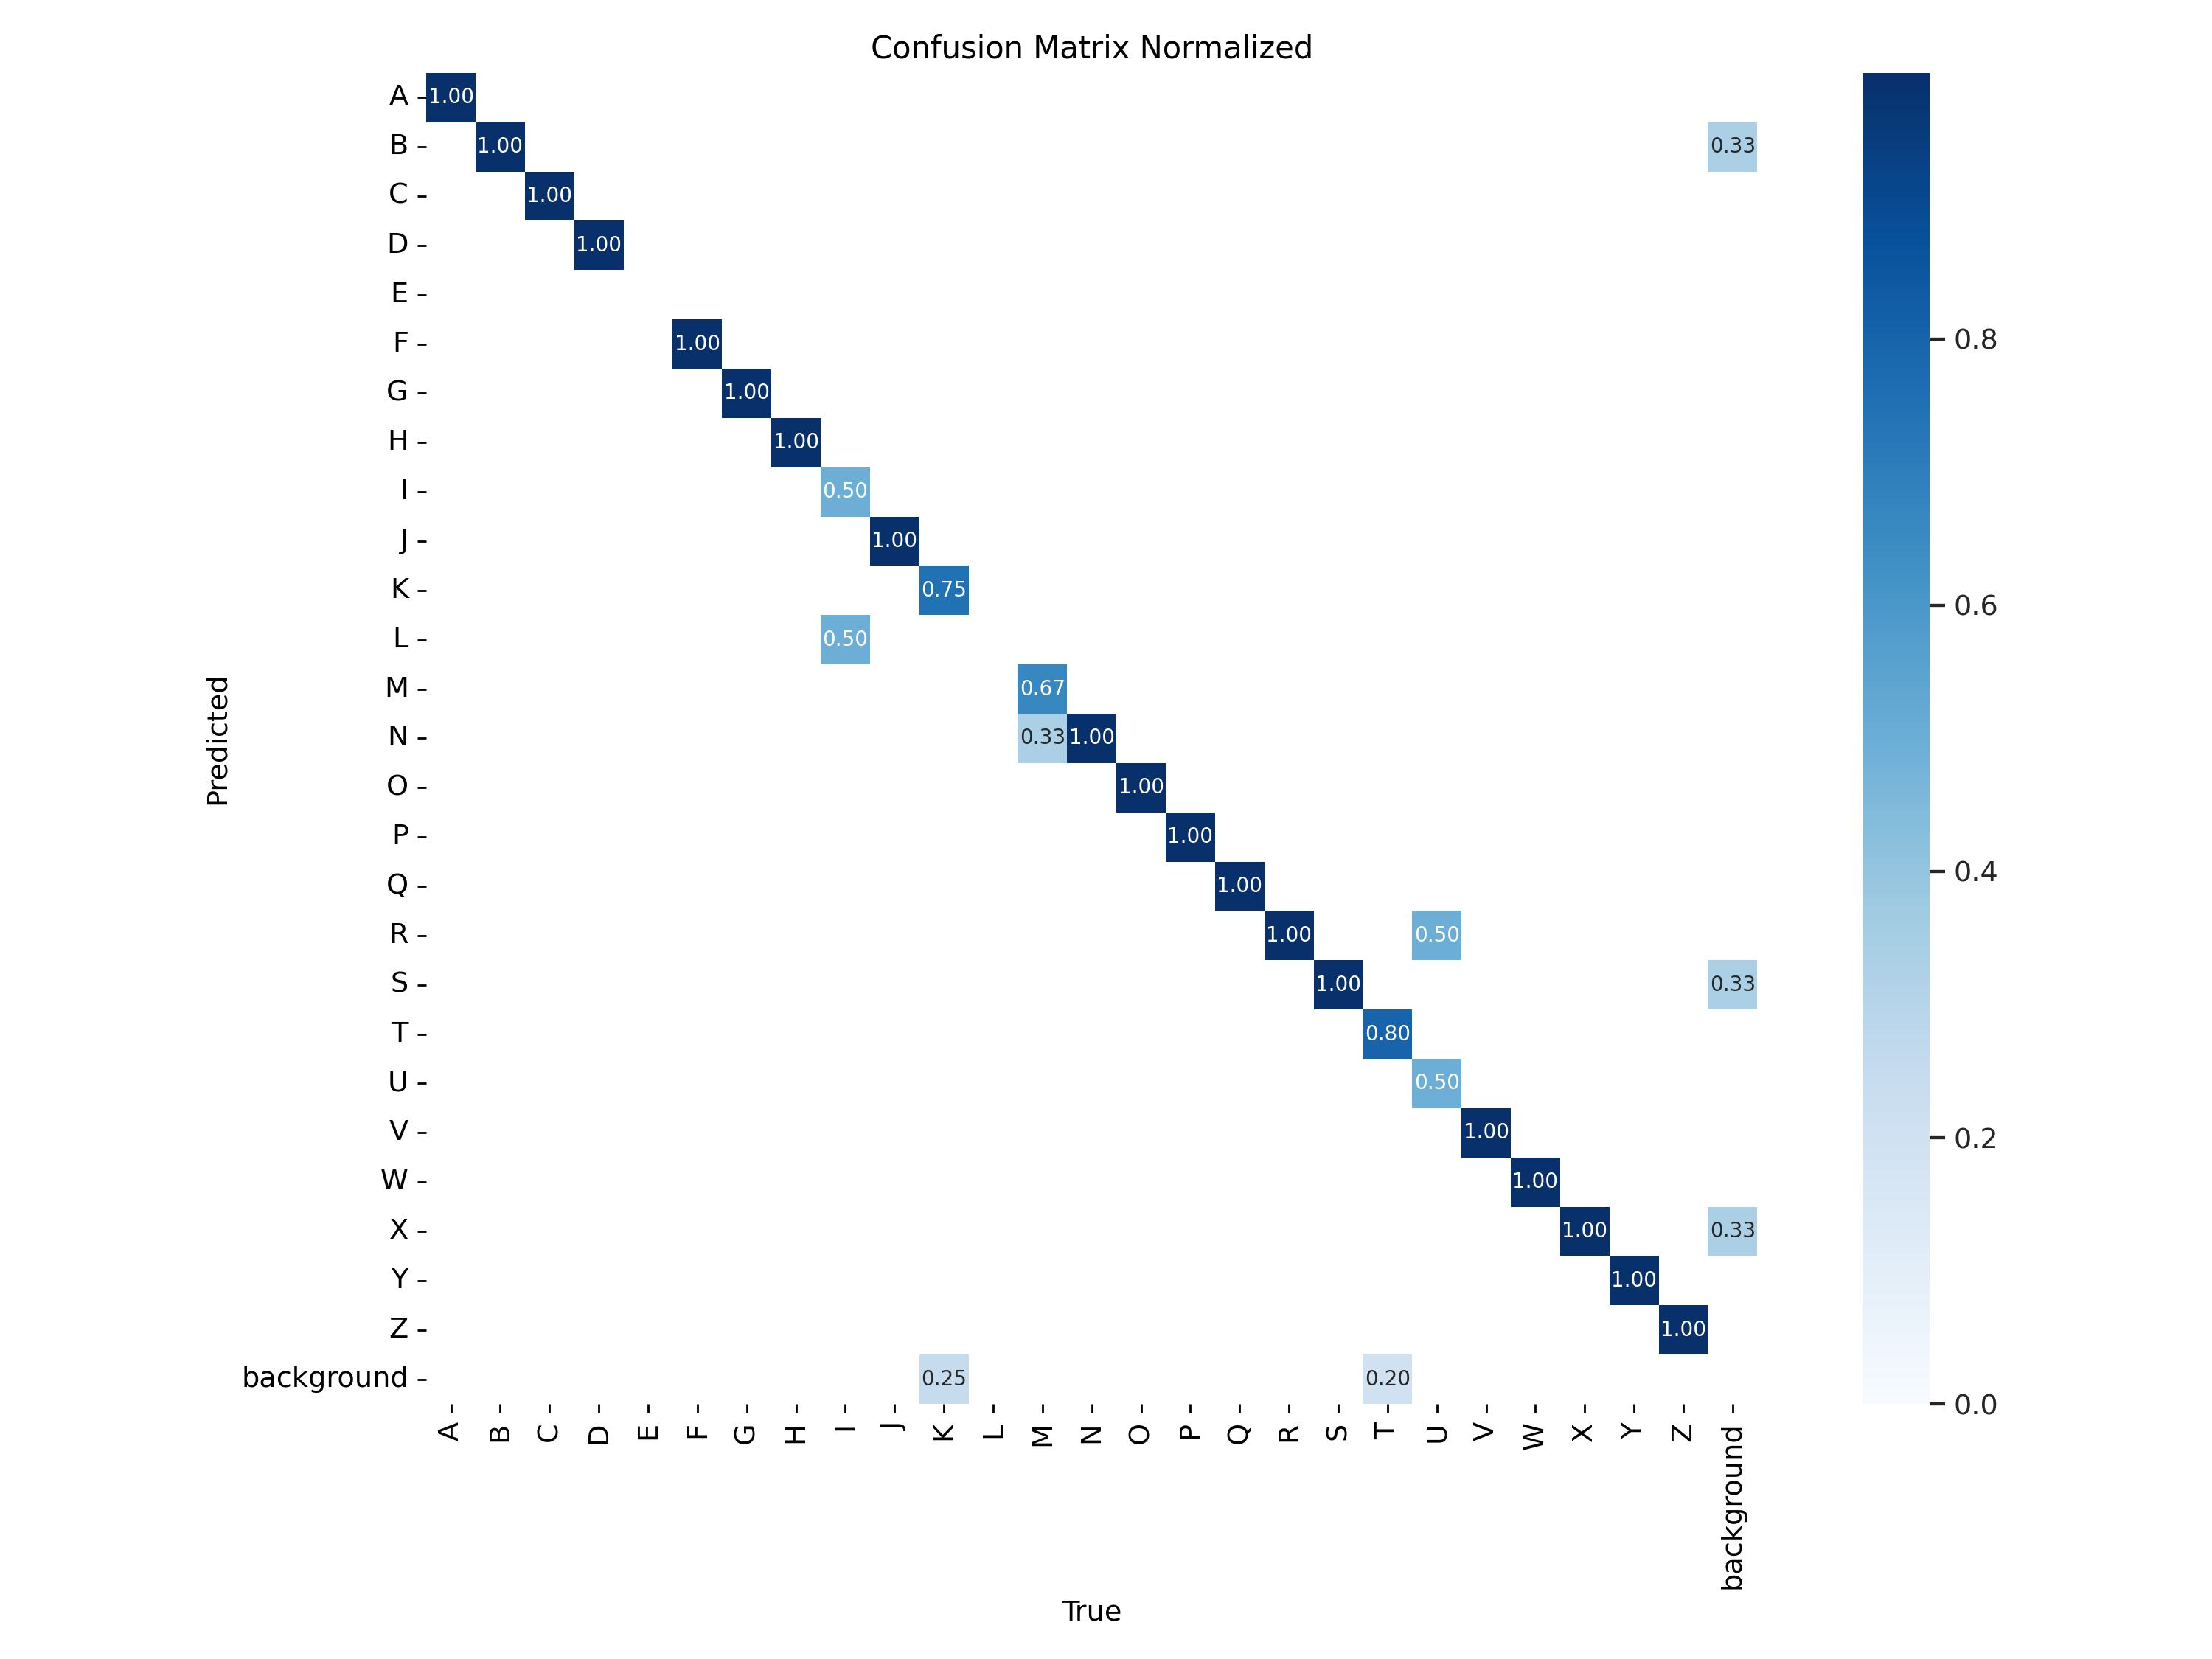 Confusion Matrix Normalized
A 1.00
B 1.00 0.33
C 1.00
D 1.00
E
F 1.00
G 1.00
H 1.00
I 0.50
J 1.00
K 0.75
L 0.50
M 0.67
N 0.33 1.00
O 1.00
P 1.00
Q 1.00
R 1.00 0.50
S 1.00 0.33
T 0.80
U 0.50
V 1.00
W 1.00
X 1.00 0.33
Y 1.00
Z 1.00
background 0.25 0.20
A B C D E F G H I J K L M N O P Q R S T U V W X Y Z background
Predicted
True
0.8
0.6
0.4
0.2
0.0